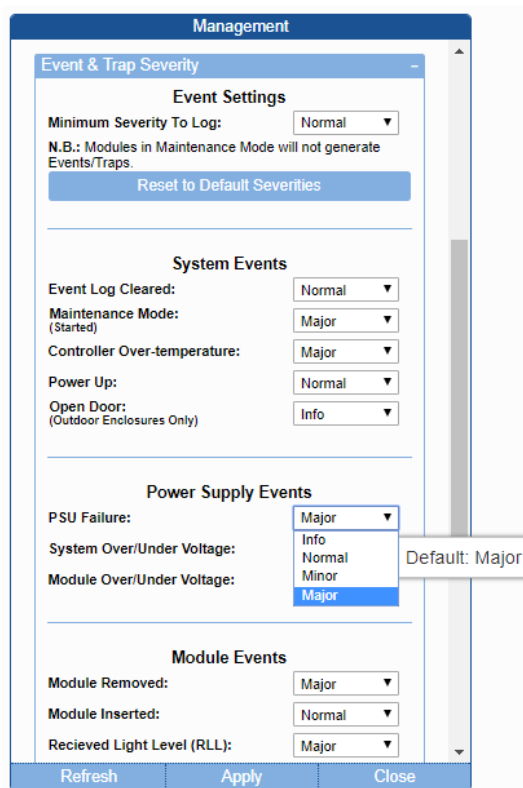 Management
Event & Trap Severity –
Event Settings
Minimum Severity To Log: Normal
N.B.: Modules in Maintenance Mode will not generate
Events/Traps.
Reset to Default Severities
System Events
Event Log Cleared: Normal
Maintenance Mode: Major
(Started)
Controller Over-temperature: Major
Power Up: Normal
Open Door: Info
(Outdoor Enclosures Only)
Power Supply Events
PSU Failure: Major
Info
System Over/Under Voltage: Normal Default: Major
Module Over/Under Voltage: Minor
Major
Module Events
Module Removed: Major
Module Inserted: Normal
Recieved Light Level (RLL): Major
Refresh Apply Close